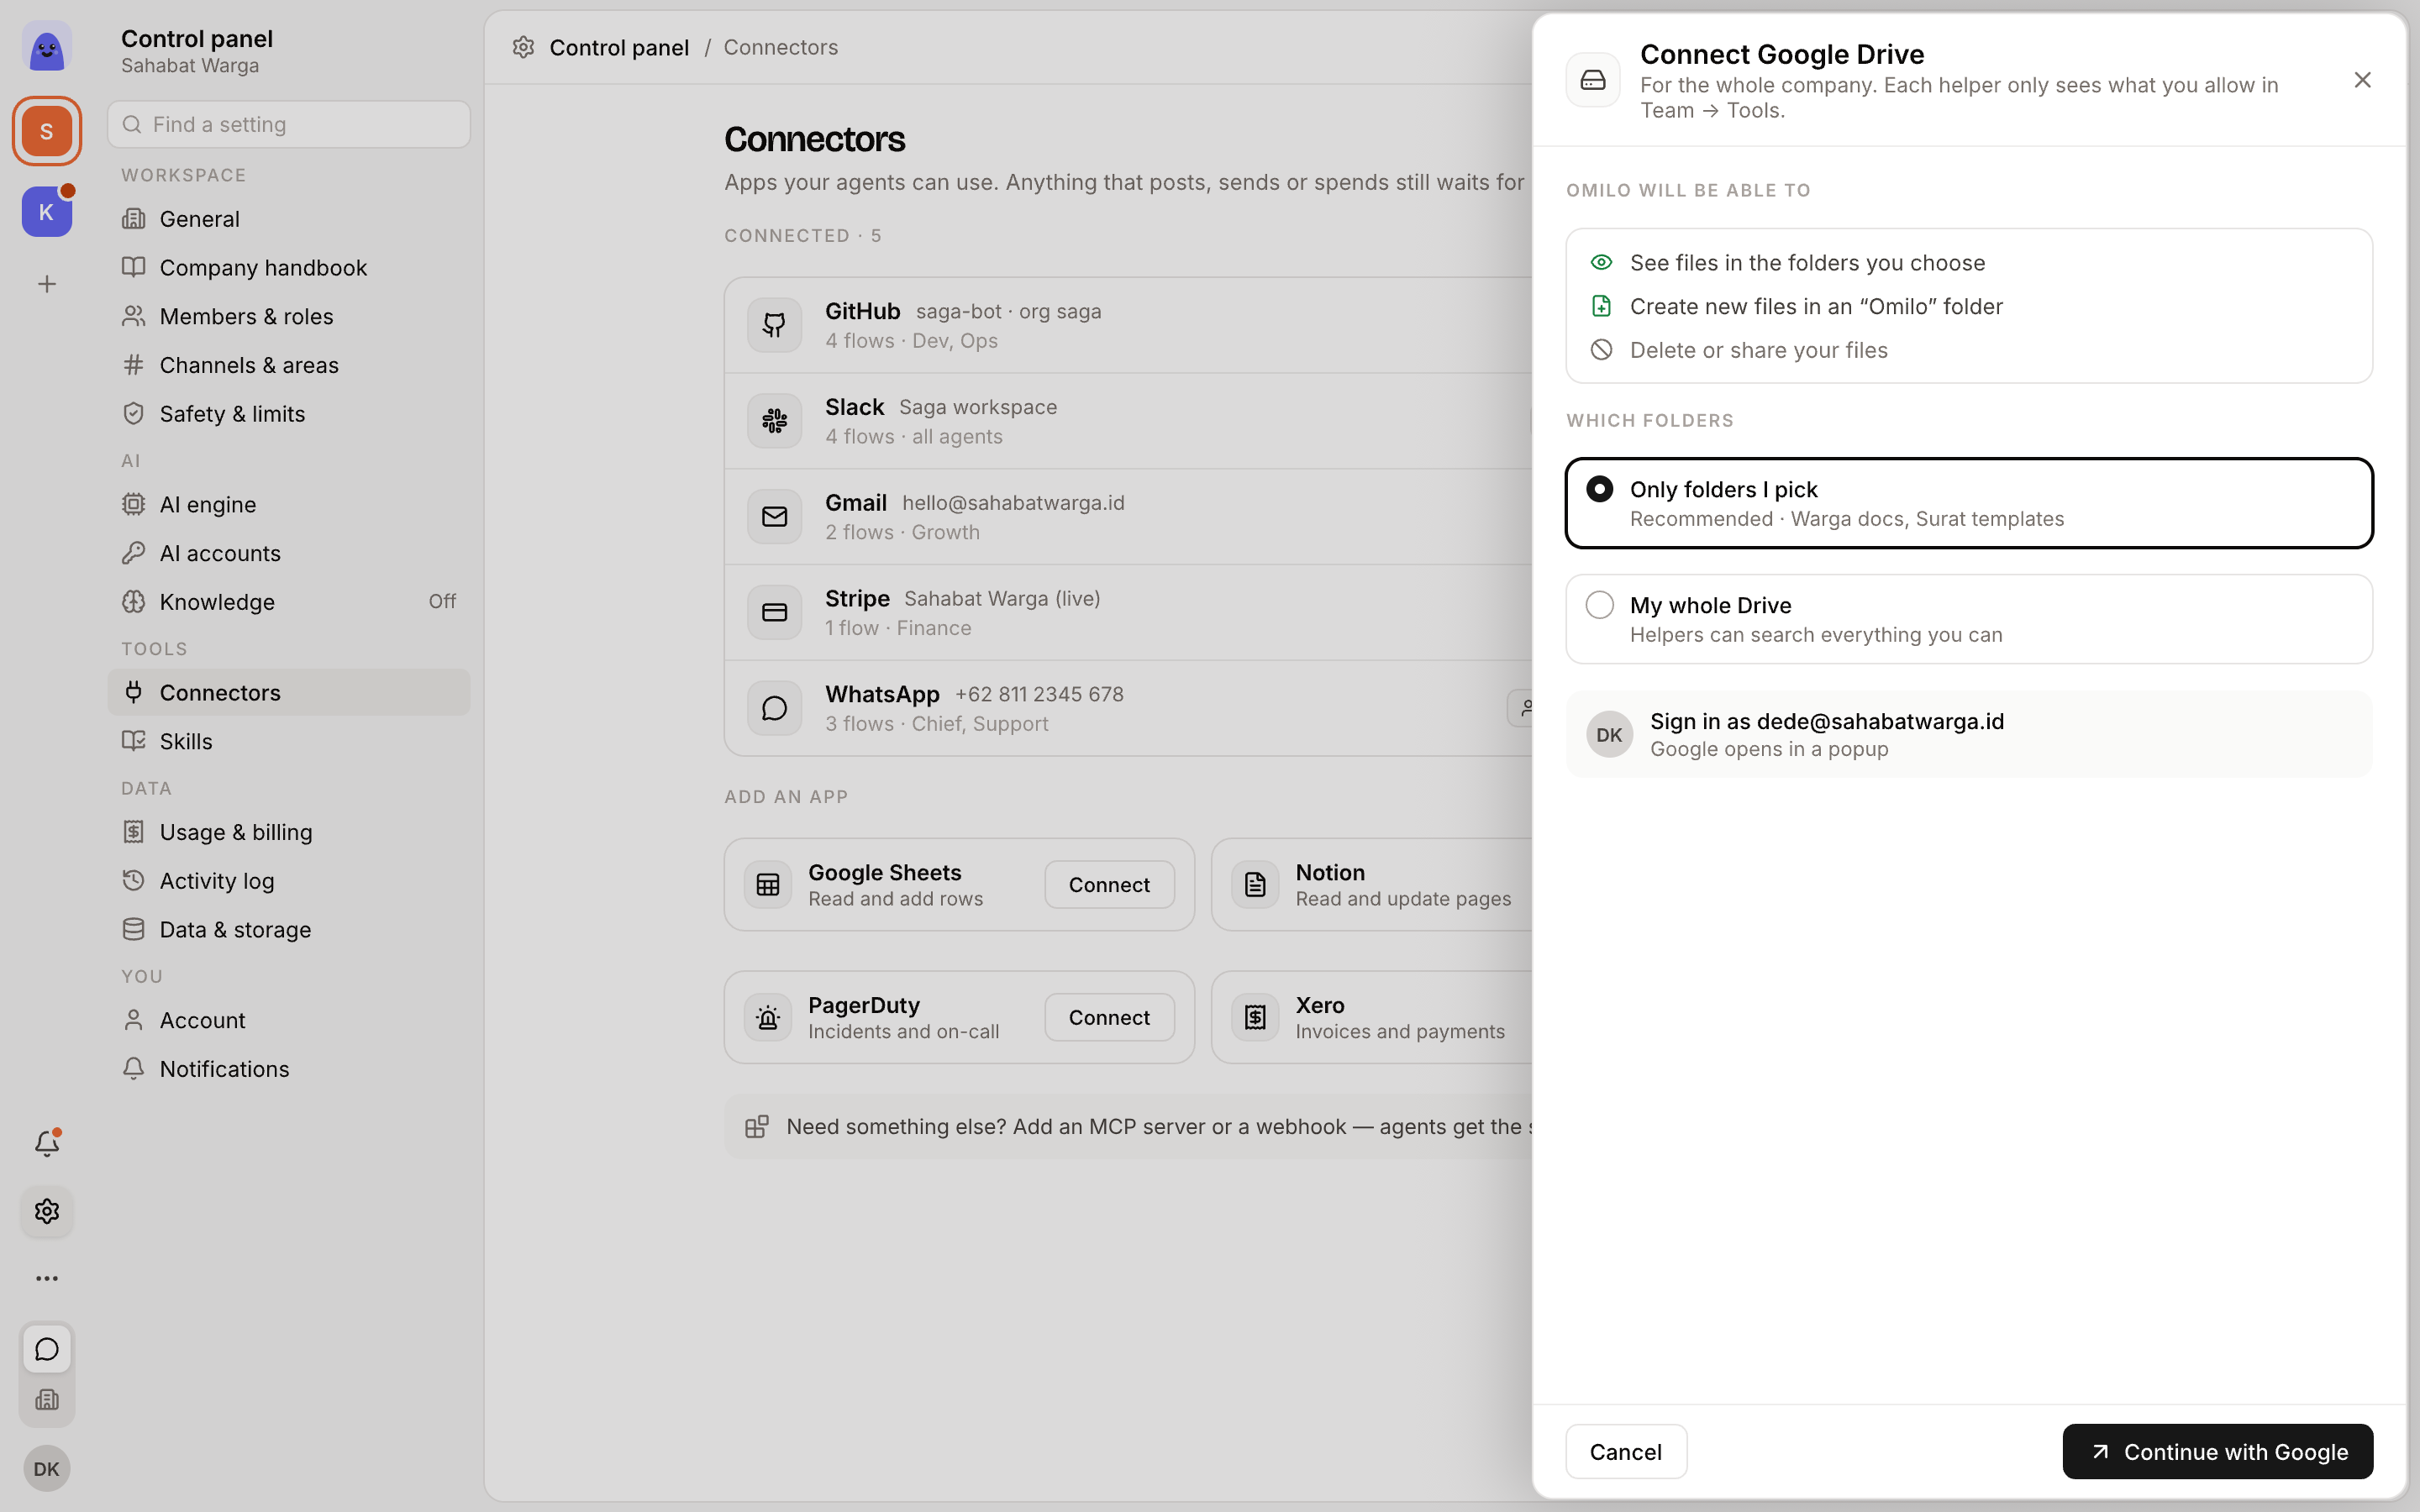 Control panel
Sahabat Warga
S
K
Find a setting
WORKSPACE
General
Company handbook
Members & roles
Channels & areas
Safety & limits
AI
AI engine
AI accounts
Knowledge Off
TOOLS
Connectors
Skills
DATA
Usage & billing
Activity log
Data & storage
YOU
Account
Notifications
DK
Control panel / Connectors
Connectors
Apps your agents can use. Anything that posts, sends or spends still waits for
CONNECTED · 5
GitHub saga-bot · org saga
4 flows · Dev, Ops
Slack Saga workspace
4 flows · all agents
Gmail hello@sahabatwarga.id
2 flows · Growth
Stripe Sahabat Warga (live)
1 flow · Finance
WhatsApp +62 811 2345 678
3 flows · Chief, Support
ADD AN APP
Google Sheets
Read and add rows
Connect
Notion
Read and update pages
PagerDuty
Incidents and on-call
Connect
Xero
Invoices and payments
Need something else? Add an MCP server or a webhook — agents get the
Connect Google Drive
For the whole company. Each helper only sees what you allow in
Team → Tools.
OMILO WILL BE ABLE TO
See files in the folders you choose
Create new files in an “Omilo” folder
Delete or share your files
WHICH FOLDERS
Only folders I pick
Recommended · Warga docs, Surat templates
My whole Drive
Helpers can search everything you can
DK
Sign in as dede@sahabatwarga.id
Google opens in a popup
Cancel
Continue with Google